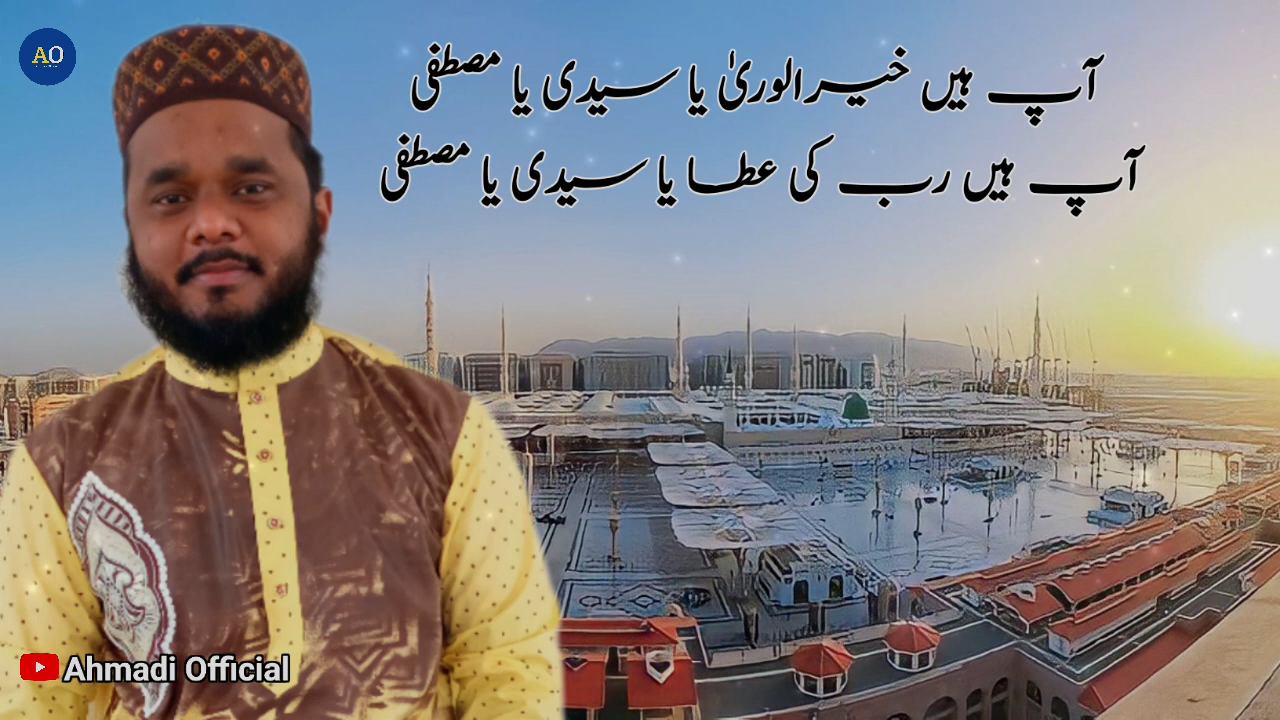 AO
آپ ہیں خیر الوریٰ یا سیدی یا مصطفی
آپ ہیں رب کی عطا یا سیدی یا مصطفی
Ahmadi Official